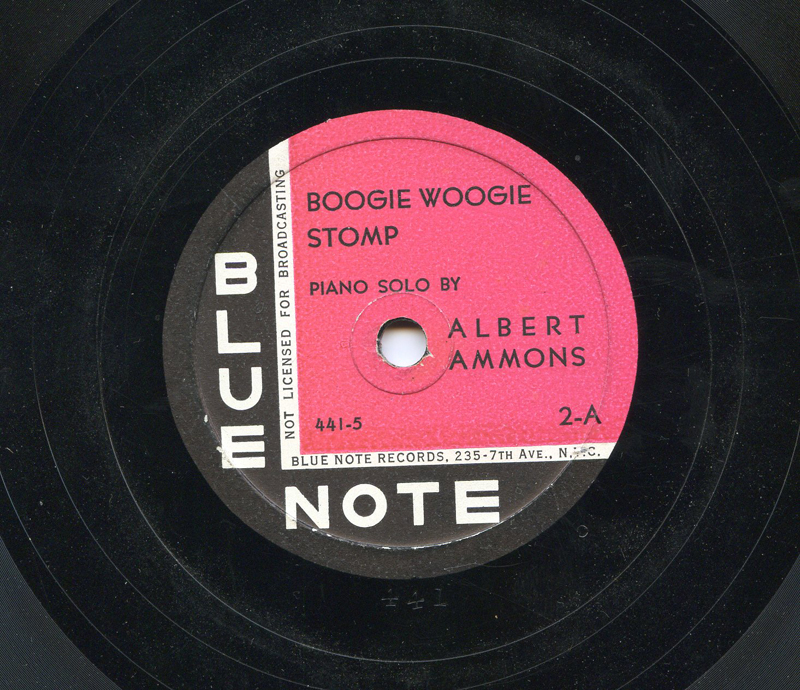 BOOGIE WOOGIE
STOMP
PIANO SOLO BY
ALBERT
AMMONS
441-5
2-A
BLUE
NOTE
NOT LICENSED FOR BROADCASTING
BLUE NOTE RECORDS, 235-7TH AVE., N.Y.C.
441